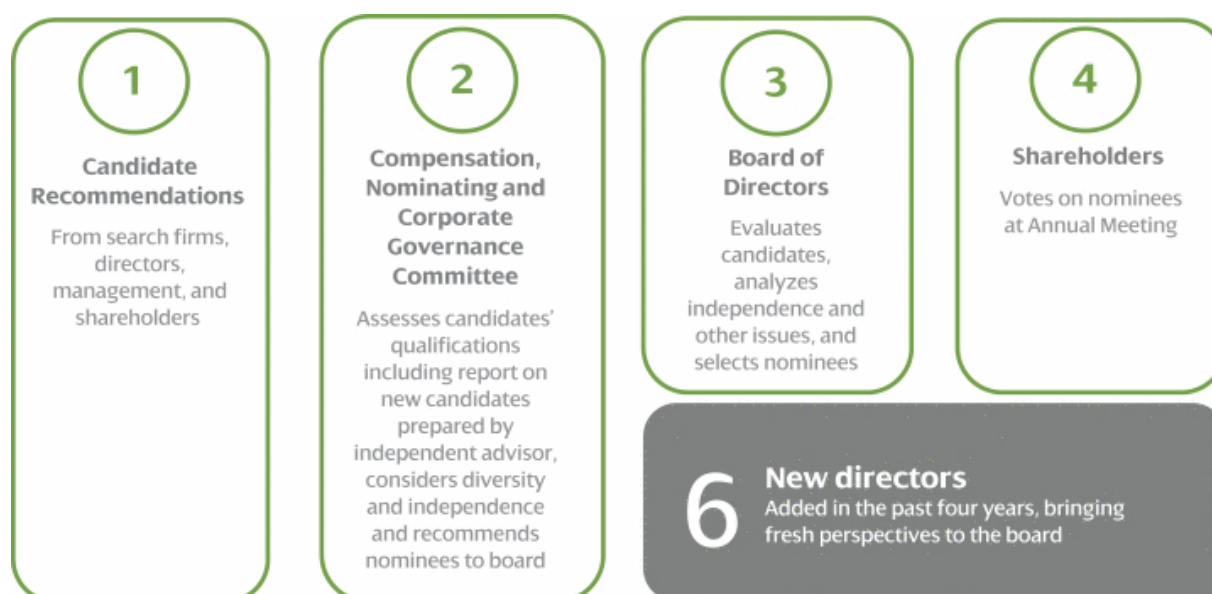 1
Candidate
Recommendations
From search firms,
directors,
management, and
shareholders
2
Compensation,
Nominating and
Corporate
Governance
Committee
Assesses candidates’
qualifications
including report on
new candidates
prepared by
independent advisor,
considers diversity
and independence
and recommends
nominees to board
3
Board of
Directors
Evaluates
candidates,
analyzes
independence and
other issues, and
selects nominees
4
Shareholders
Votes on nominees
at Annual Meeting
6
New directors
Added in the past four years, bringing
fresh perspectives to the board